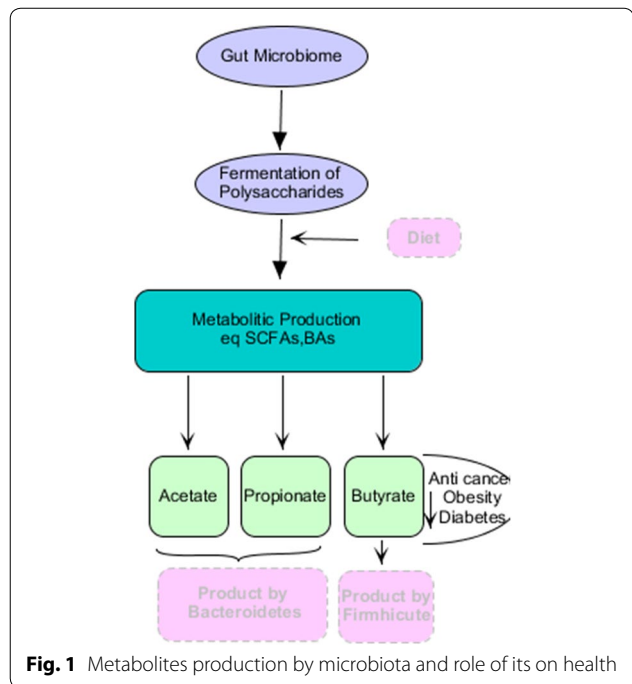 Gut Microbiome
Fermentation of
Polysaccharides
Diet
Metabolitic Production
eq SCFAs,BAs
Acetate
Propionate
Butyrate
Anti cance
Obesity
Diabetes
Product by
Bacteroidetes
Product by
Firmhicute
Fig. 1 Metabolites production by microbiota and role of its on health